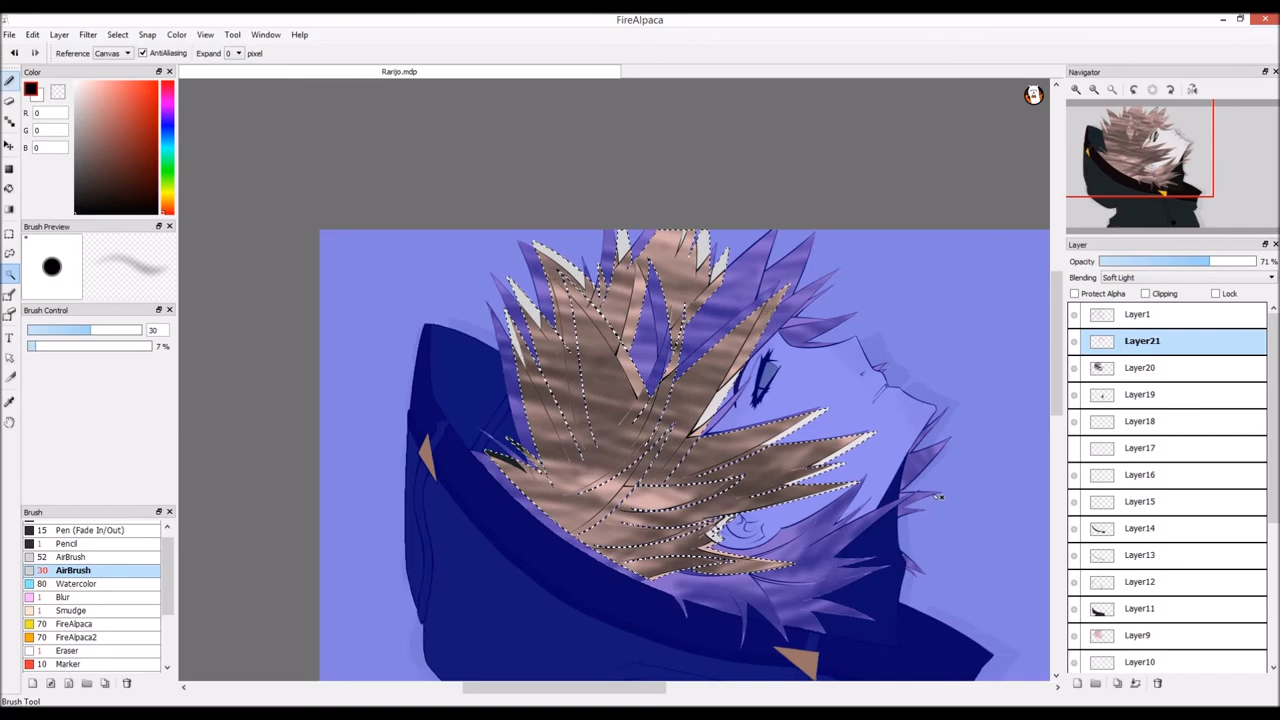 FireAlpaca
File Edit Layer Filter Select Snap Color View Tool Window Help
Reference Canvas AntiAliasing Expand 0 pixel
Color Rarijo.mdp Navigator
R 0
G 0
B 0
Brush Preview
Layer
Opacity 71 %
Blending Soft Light
Protect Alpha Clipping Lock
Brush Control
30
7 %
Layer1
Layer21
Layer20
Layer19
Layer18
Layer17
Layer16
Layer15
Layer14
Layer13
Layer12
Layer11
Layer9
Layer10
Brush
15 Pen (Fade In/Out)
1 Pencil
52 AirBrush
30 AirBrush
80 Watercolor
1 Blur
1 Smudge
70 FireAlpaca
70 FireAlpaca2
1 Eraser
10 Marker
Brush Tool